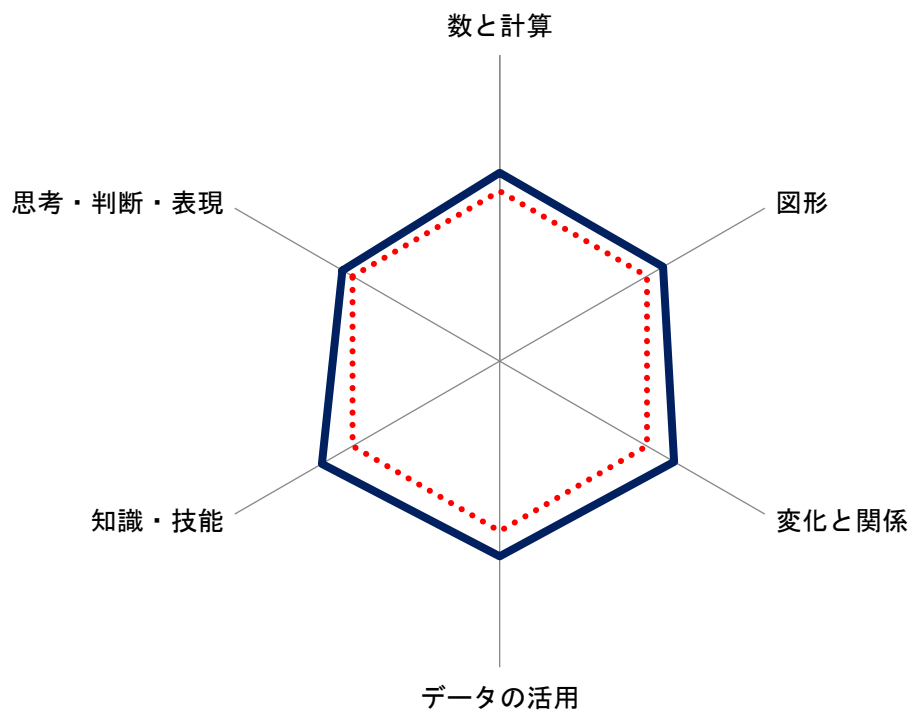 数と計算
思考・判断・表現
図形
知識・技能
変化と関係
データの活用